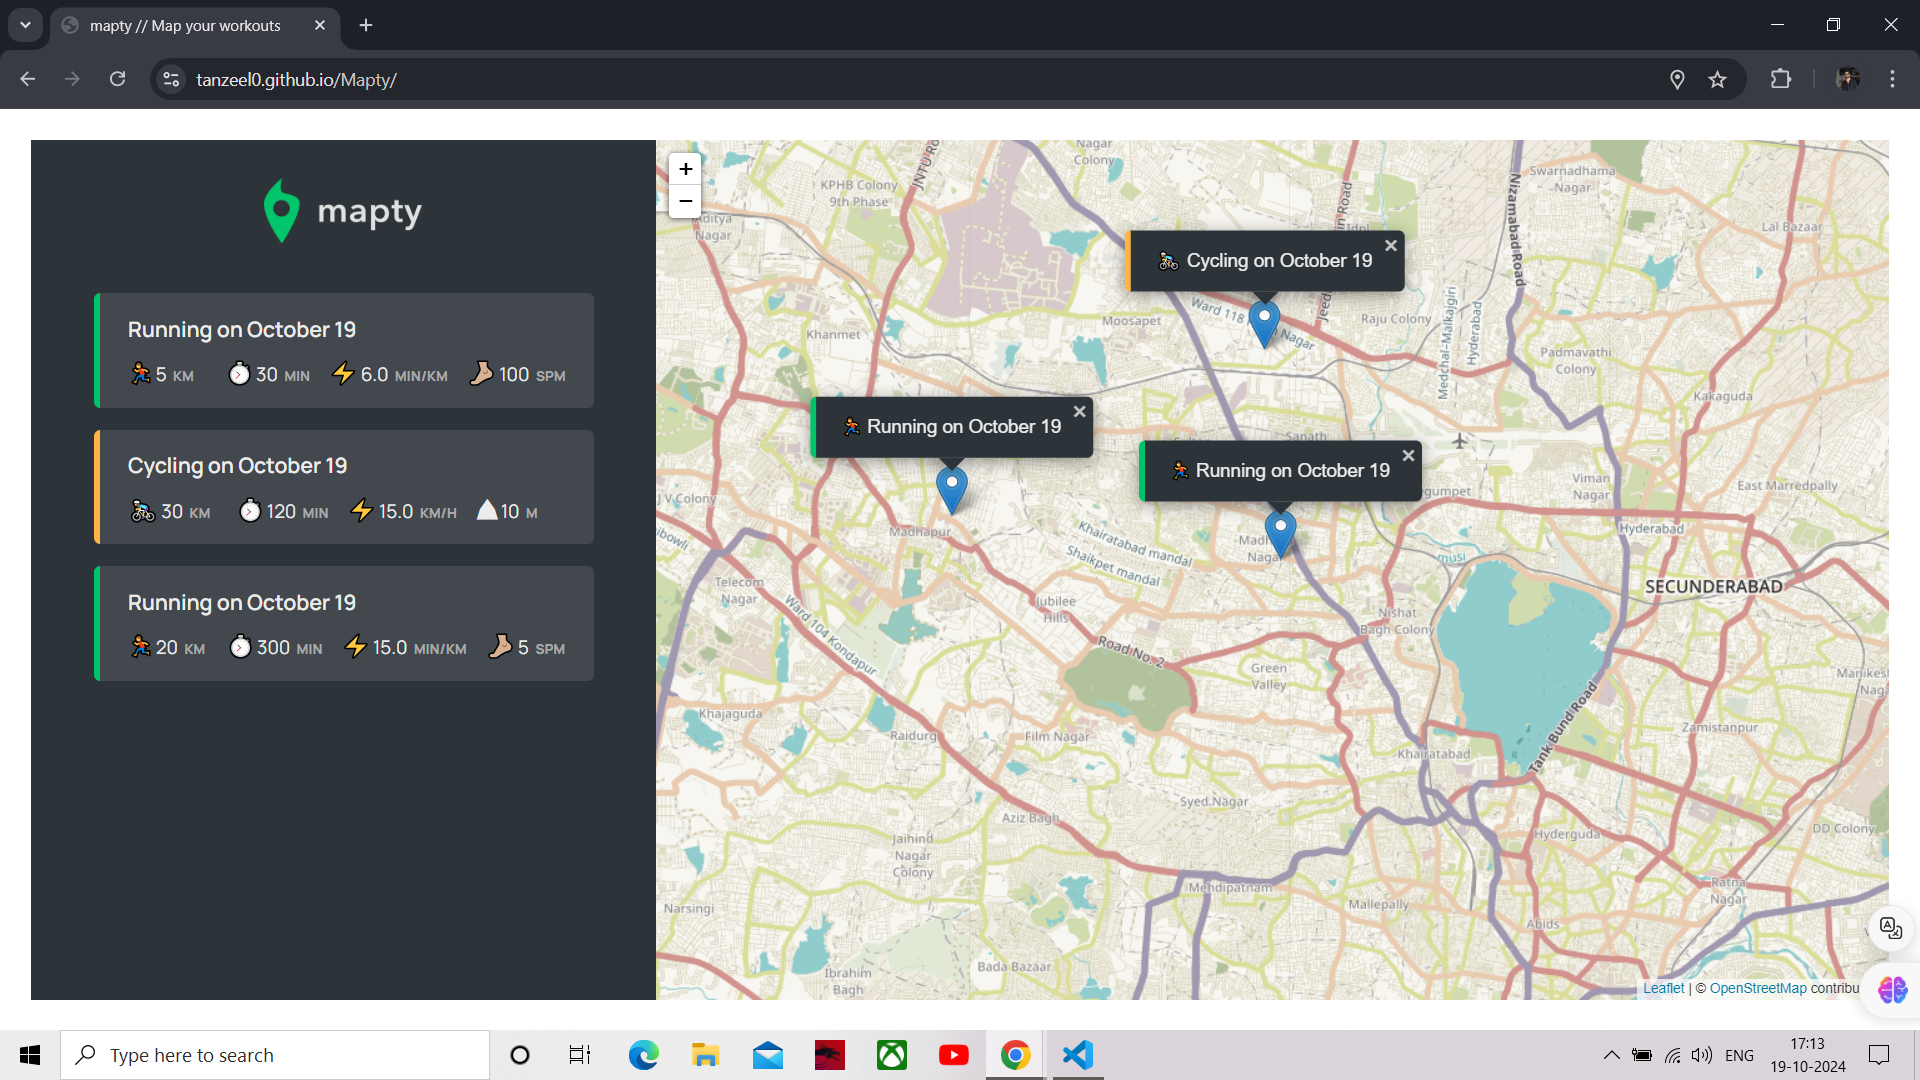 mapty // Map your workouts
tanzeel0.github.io/Mapty/
mapty
Running on October 19
5 KM 30 MIN 6.0 MIN/KM 100 SPM
Cycling on October 19
30 KM 120 MIN 15.0 KM/H 10 M
Running on October 19
20 KM 300 MIN 15.0 MIN/KM 5 SPM
+
−
Cycling on October 19
Running on October 19
Running on October 19
Nagar
Colony
JNTU Ro
KPHB Colony
9th Phase
Aditya
Nagar
Swarnadhama
Nagar
Nizamabad Road
Lal Bazaar
Khanmet
Moosapet
Ward 118
Nagar
Raju Colony
Medchal-Malkajgiri
Hyderabad
Padmavathi
Colony
Kakaguda
Sanath
Viman
Nagar
East Marredpally
Hyderabad
J V Colony
Madhapur
Khairatabad mandal
Shaikpet mandal
Nagar
musi
SECUNDERABAD
Telecom
Nagar
Ward 104 Kondapur
Jubilee
Hills
Road No. 2
Nishat
Bagh Colony
Green
Valley
Tank Bund Road
Manikes
Naga
Khajaguda
Raidurg
Film Nagar
Khairatabad
Zamistanpur
Syed Nagar
Aziz Bagh
Jaihind
Nagar
Colony
Hyderguda
DD Colony
Mehdipatnam
Mallepally
Ratna
Nagar
Narsingi
Abids
Ibrahim
Bagh
Bada Bazaar
Leaflet | © OpenStreetMap contribu
Type here to search
ENG
17:13
19-10-2024